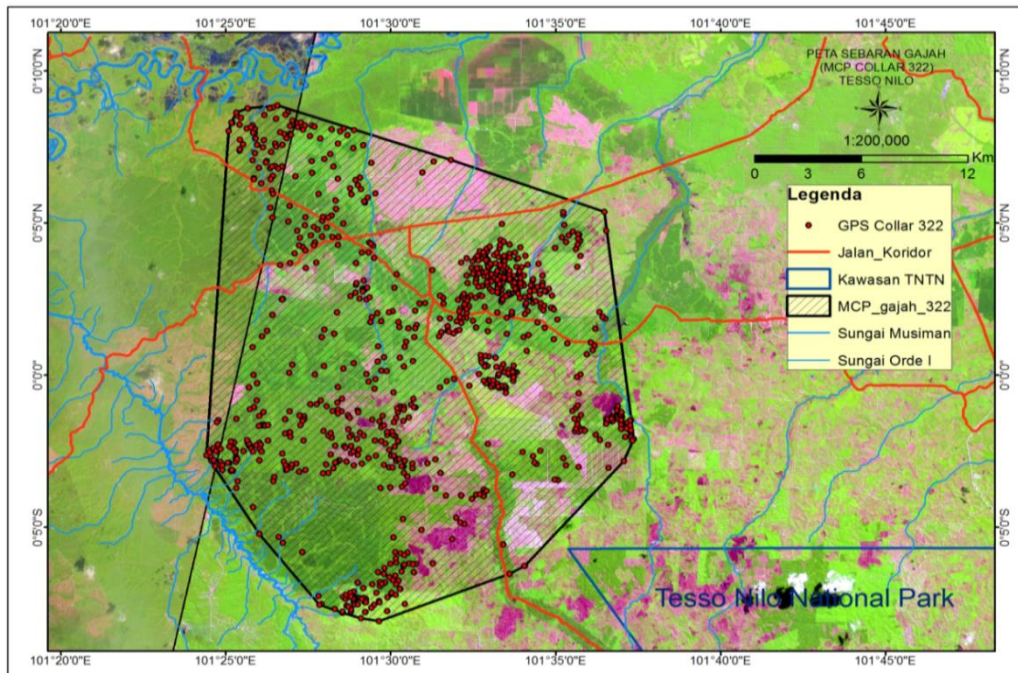 101°20'0"E 101°25'0"E 101°30'0"E 101°35'0"E 101°40'0"E 101°45'0"E
PETA SEBARAN GAJAH
(MCP COLLAR 322)
TESSO NILO
0°10'0"N 0°10'0"N
1:200,000
Km
0 3 6 12
Legenda
GPS Collar 322
Jalan_Koridor
Kawasan TNTN
MCP_gajah_322
Sungai Musiman
Sungai Orde I
0°5'0"N 0°5'0"N
0°0'0" 0°0'0"
0°5'0"S 0°5'0"S
Tesso Nilo National Park
101°20'0"E 101°25'0"E 101°30'0"E 101°35'0"E 101°40'0"E 101°45'0"E